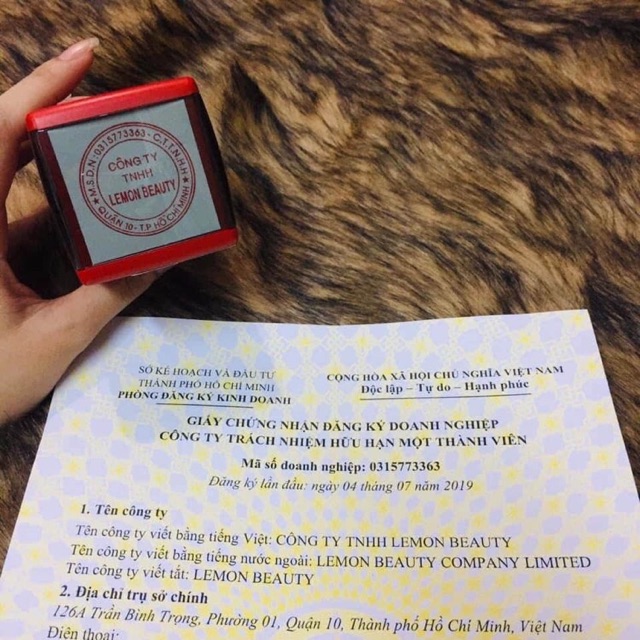 M.S.D.N: 0315773363 - C.T.T.N.H.H
CÔNG TY
TNHH
LEMON BEAUTY
QUẬN 10 - T.P HỒ CHÍ MINH
SỞ KẾ HOẠCH VÀ ĐẦU TƯ
THÀNH PHỐ HỒ CHÍ MINH
PHÒNG ĐĂNG KÝ KINH DOANH
CỘNG HÒA XÃ HỘI CHỦ NGHĨA VIỆT NAM
Độc lập – Tự do – Hạnh phúc
GIẤY CHỨNG NHẬN ĐĂNG KÝ DOANH NGHIỆP
CÔNG TY TRÁCH NHIỆM HỮU HẠN MỘT THÀNH VIÊN
Mã số doanh nghiệp: 0315773363
Đăng ký lần đầu: ngày 04 tháng 07 năm 2019
1. Tên công ty
Tên công ty viết bằng tiếng Việt: CÔNG TY TNHH LEMON BEAUTY
Tên công ty viết bằng tiếng nước ngoài: LEMON BEAUTY COMPANY LIMITED
Tên công ty viết tắt: LEMON BEAUTY
2. Địa chỉ trụ sở chính
126A Trần Bình Trọng, Phường 01, Quận 10, Thành phố Hồ Chí Minh, Việt Nam
Điện thoại: